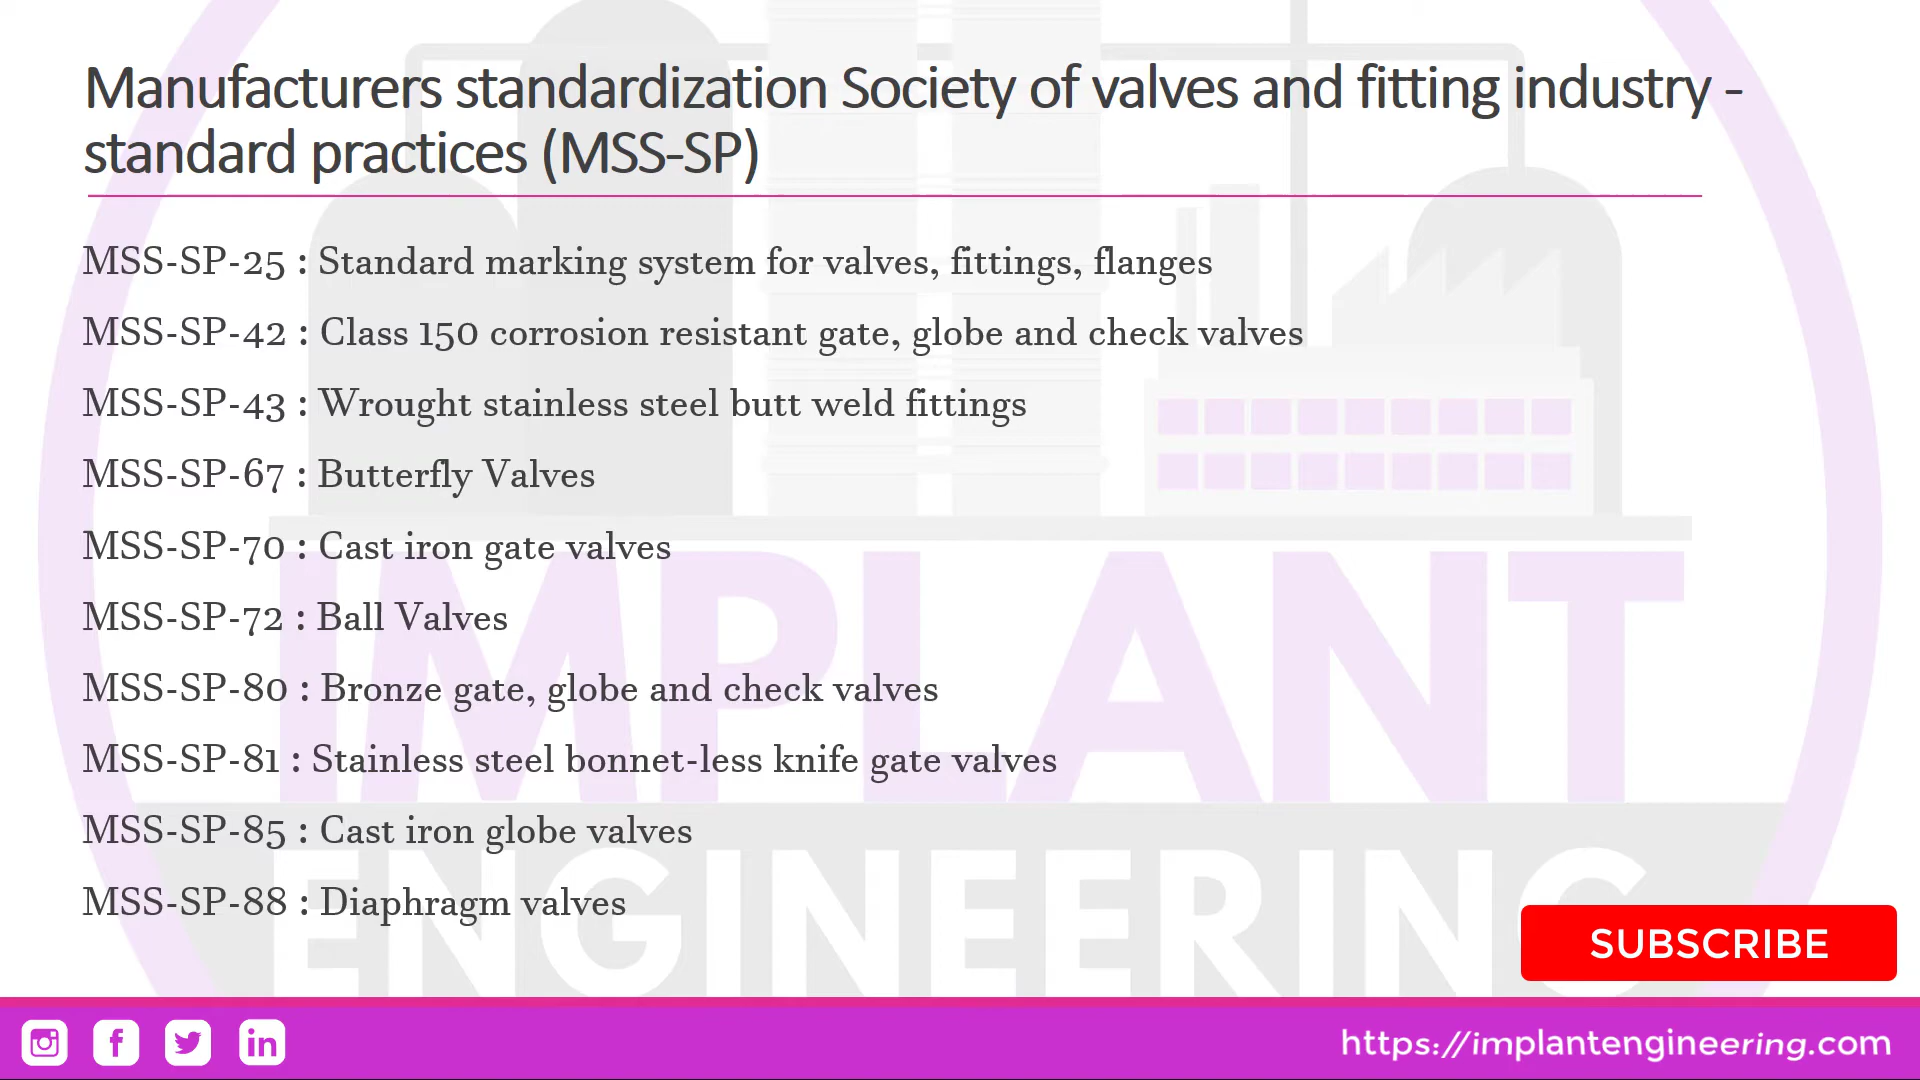 Manufacturers standardization Society of valves and fitting industry -
standard practices (MSS-SP)
MSS-SP-25 : Standard marking system for valves, fittings, flanges
MSS-SP-42 : Class 150 corrosion resistant gate, globe and check valves
MSS-SP-43 : Wrought stainless steel butt weld fittings
MSS-SP-67 : Butterfly Valves
MSS-SP-70 : Cast iron gate valves
MSS-SP-72 : Ball Valves
MSS-SP-80 : Bronze gate, globe and check valves
MSS-SP-81 : Stainless steel bonnet-less knife gate valves
MSS-SP-85 : Cast iron globe valves
MSS-SP-88 : Diaphragm valves
IMPLANT
ENGINEERING
SUBSCRIBE
https://implantengineering.com